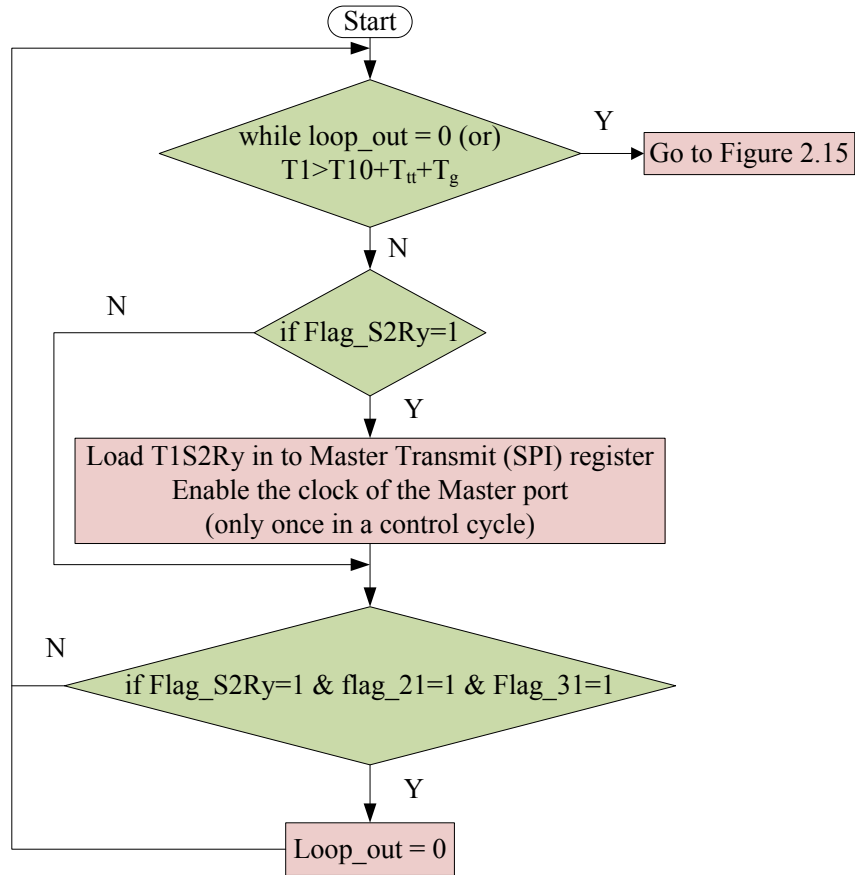 Start
while loop_out = 0 (or)
T1>T10+Ttt+Tg
Y
Go to Figure 2.15
N
N
if Flag_S2Ry=1
Y
Load T1S2Ry in to Master Transmit (SPI) register
Enable the clock of the Master port
(only once in a control cycle)
N
if Flag_S2Ry=1 & flag_21=1 & Flag_31=1
Y
Loop_out = 0